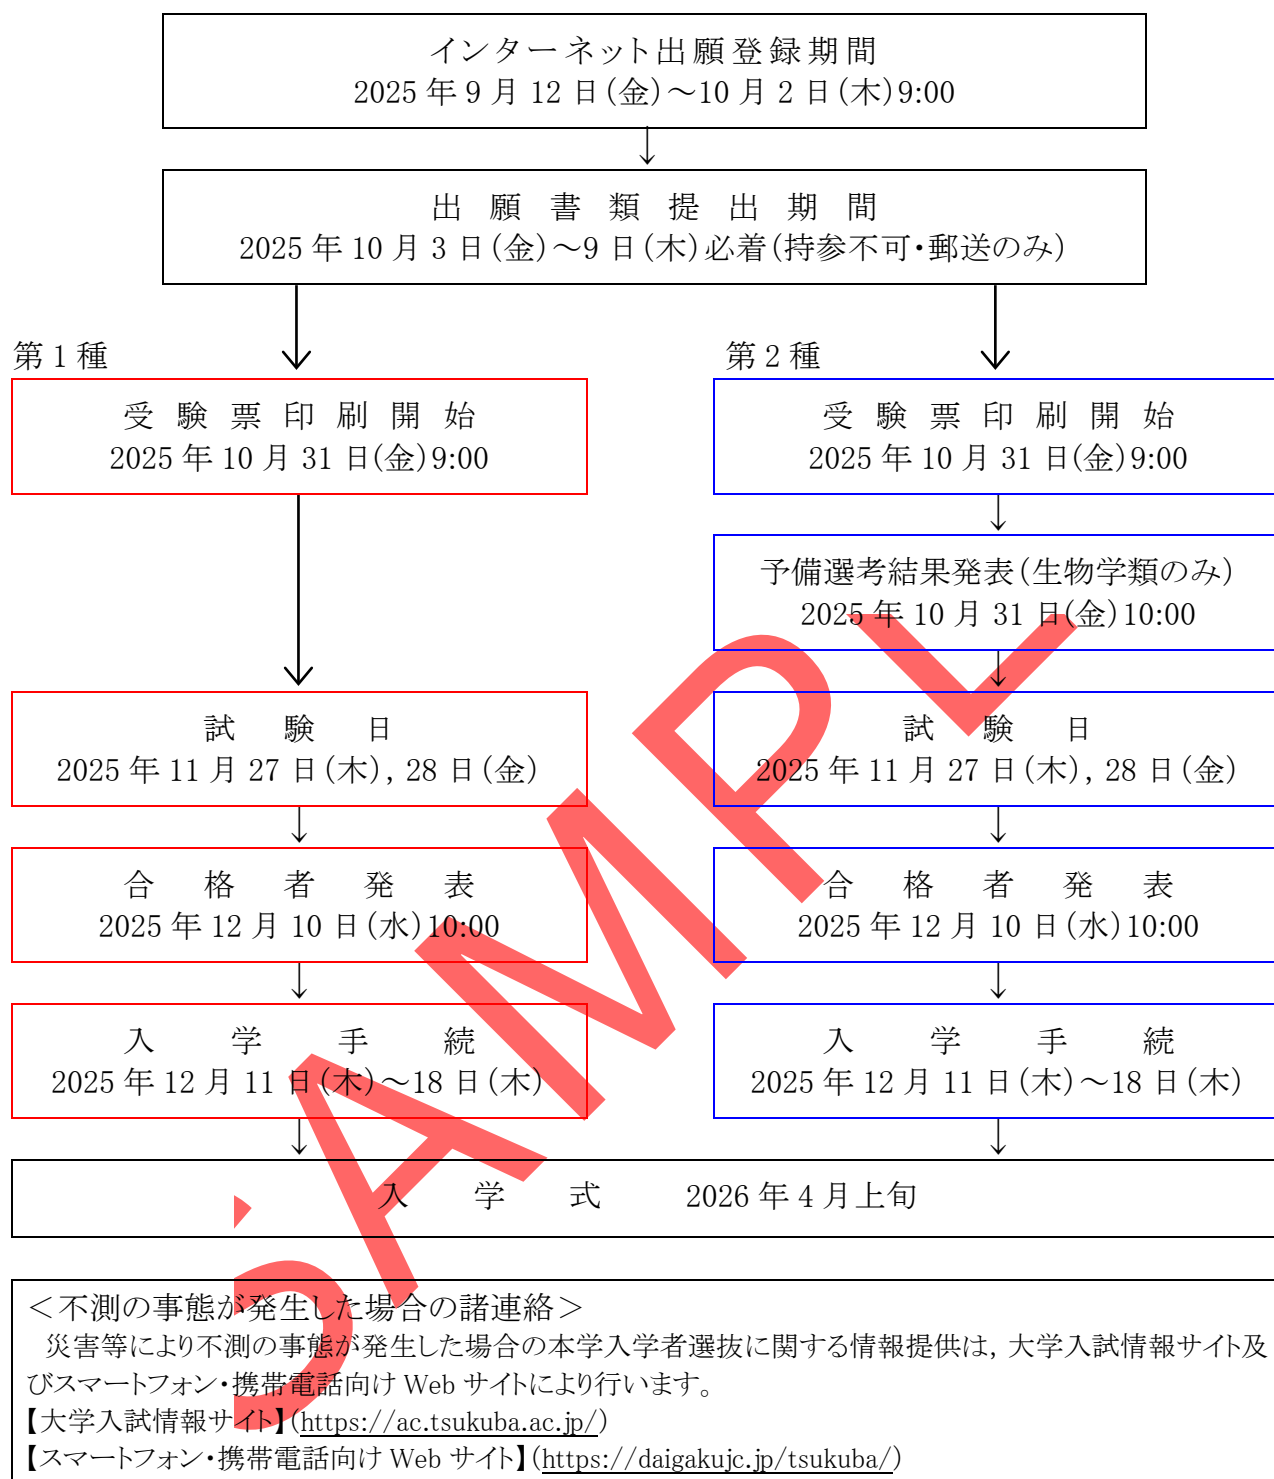 インターネット出願登録期間
2025年9月12日(金)～10月2日(木)9:00
出願書類提出期間
2025年10月3日(金)～9日(木)必着(持参不可・郵送のみ)
第1種
受験票印刷開始
2025年10月31日(金)9:00
試験日
2025年11月27日(木), 28日(金)
合格者発表
2025年12月10日(水)10:00
入学手続
2025年12月11日(木)～18日(木)
第2種
受験票印刷開始
2025年10月31日(金)9:00
予備選考結果発表(生物学類のみ)
2025年10月31日(金)10:00
試験日
2025年11月27日(木), 28日(金)
合格者発表
2025年12月10日(水)10:00
入学手続
2025年12月11日(木)～18日(木)
入学式 2026年4月上旬
＜不測の事態が発生した場合の諸連絡＞
災害等により不測の事態が発生した場合の本学入学者選抜に関する情報提供は, 大学入試情報サイト及
びスマートフォン・携帯電話向けWebサイトにより行います。
【大学入試情報サイト】(https://ac.tsukuba.ac.jp/)
【スマートフォン・携帯電話向けWebサイト】(https://daigakujc.jp/tsukuba/)
SAMPL